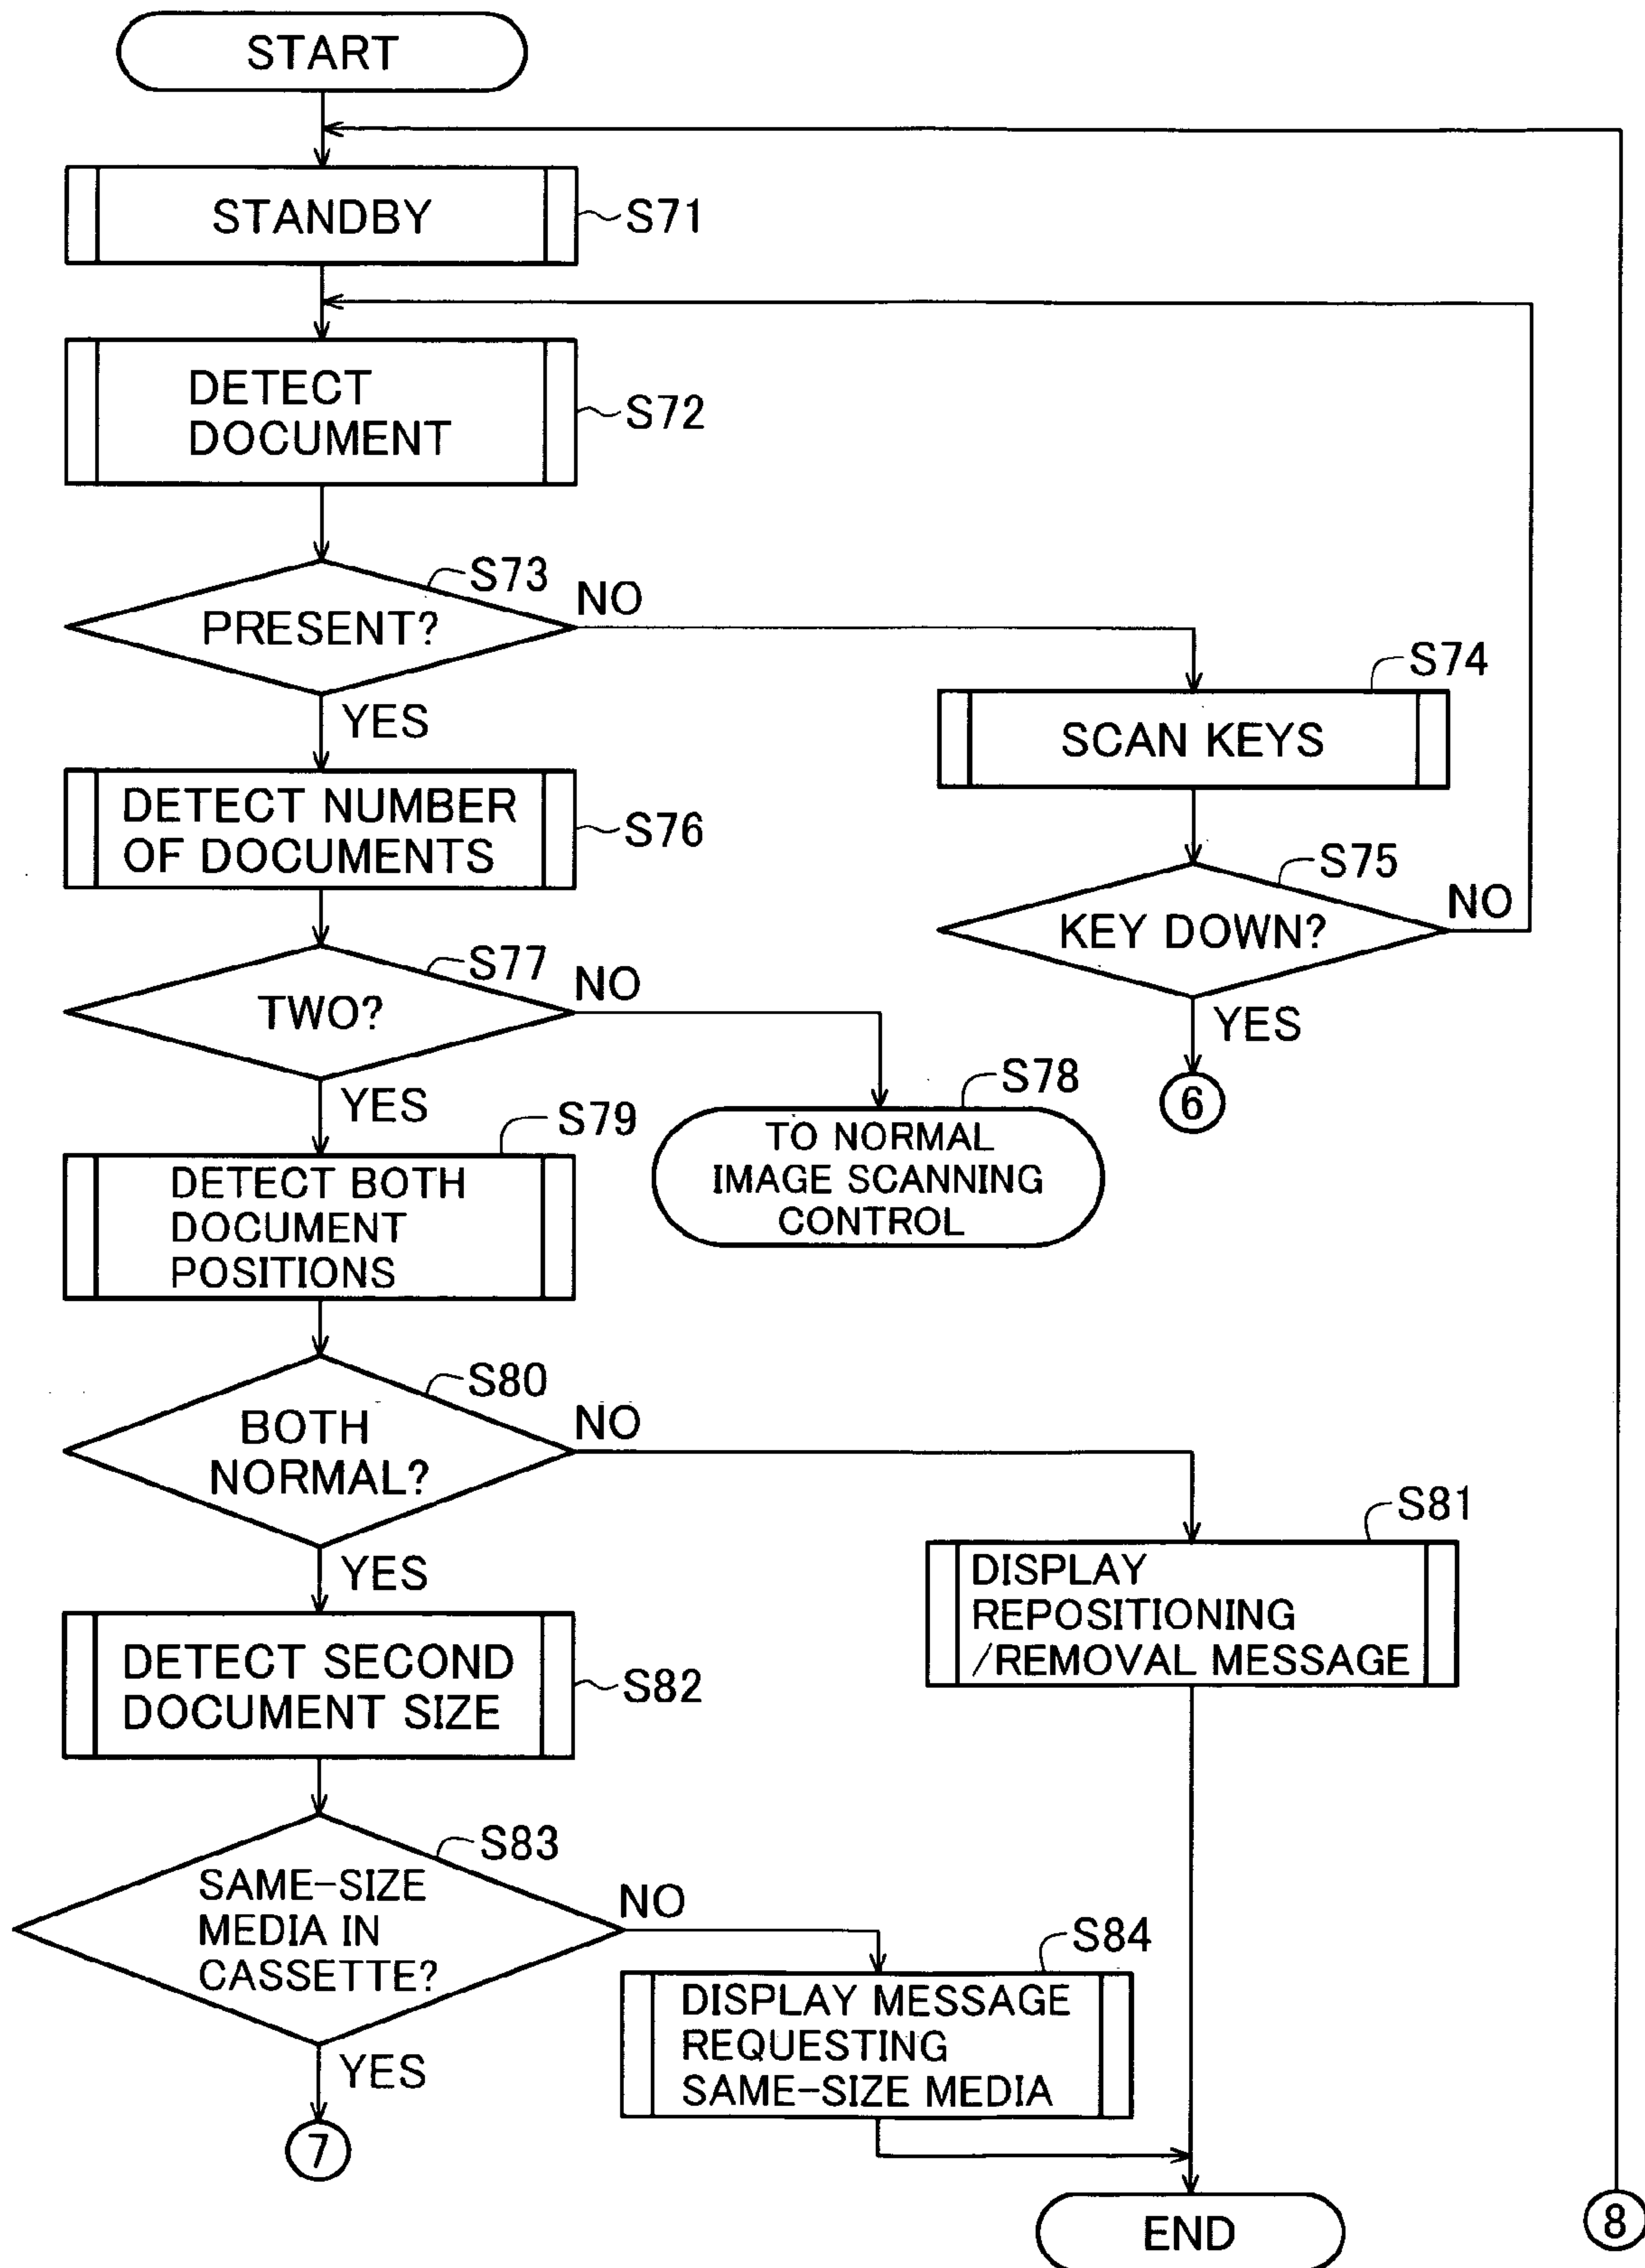 START
STANDBY
S71
DETECT
DOCUMENT
S72
S73
PRESENT?
NO
YES
S74
SCAN KEYS
DETECT NUMBER
OF DOCUMENTS
S76
S75
KEY DOWN?
NO
YES
6
S77
TWO?
NO
YES
S78
TO NORMAL
IMAGE SCANNING
CONTROL
S79
DETECT BOTH
DOCUMENT
POSITIONS
S80
BOTH
NORMAL?
NO
YES
S81
DISPLAY
REPOSITIONING
/REMOVAL MESSAGE
DETECT SECOND
DOCUMENT SIZE
S82
S83
SAME-SIZE
MEDIA IN
CASSETTE?
NO
YES
S84
DISPLAY MESSAGE
REQUESTING
SAME-SIZE MEDIA
7
END
8